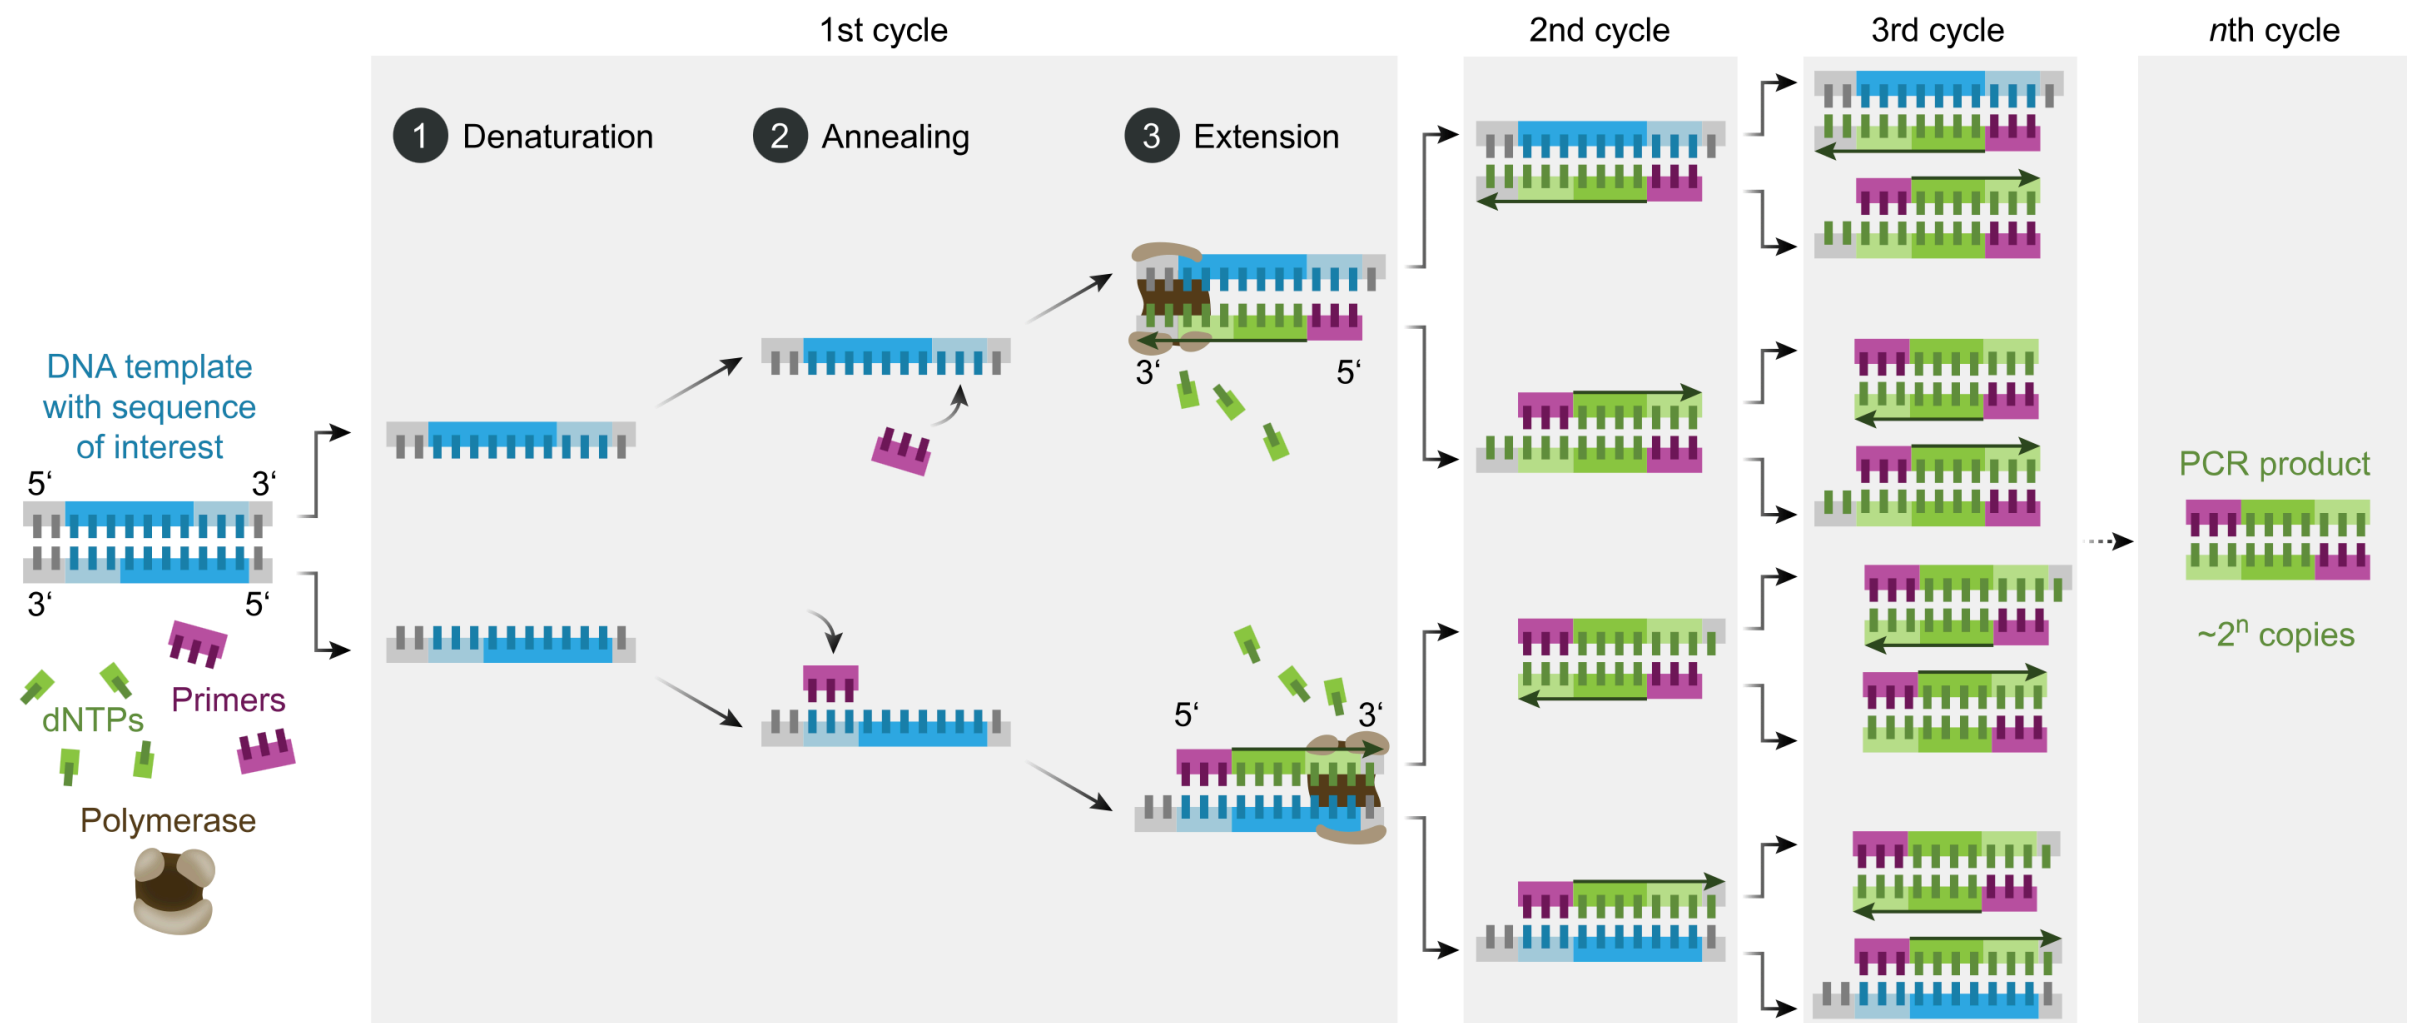 1st cycle
2nd cycle
3rd cycle
nth cycle
1 Denaturation
2 Annealing
3 Extension
DNA template
with sequence
of interest
5‘ 3‘
3‘ 5‘
Primers
dNTPs
Polymerase
3‘ 5‘
5‘ 3‘
PCR product
~2ⁿ copies